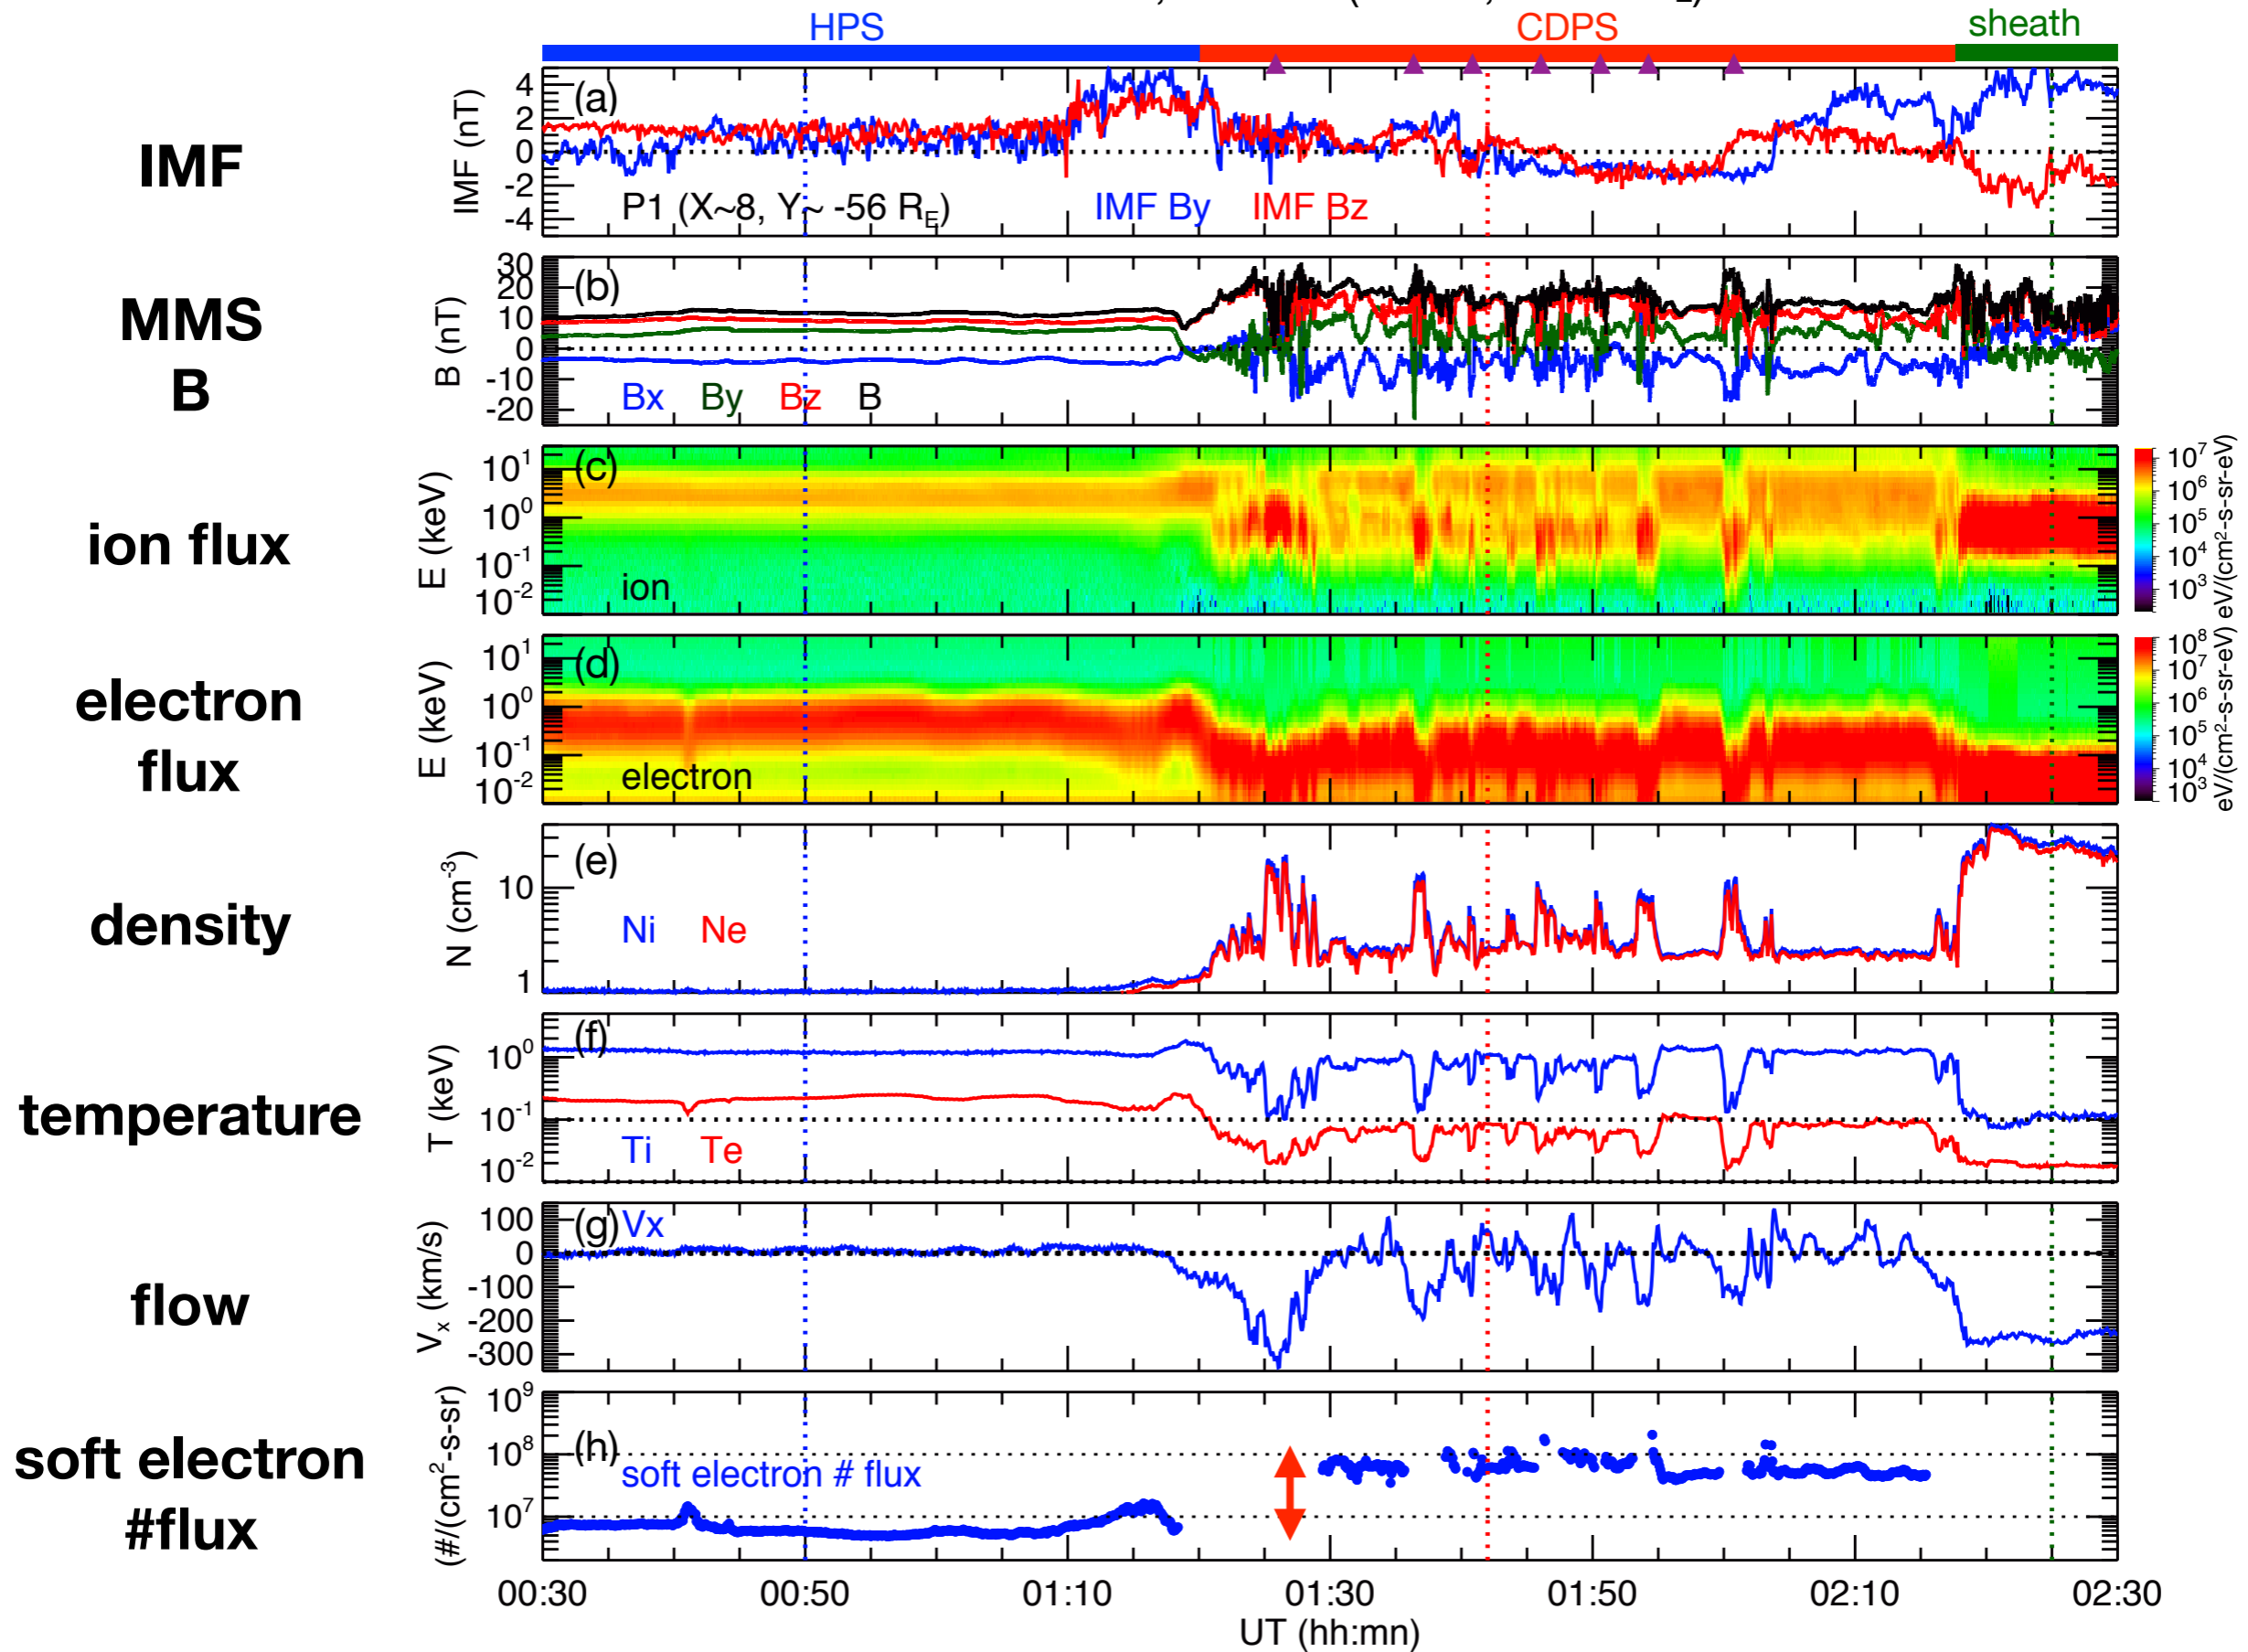 HPS CDPS sheath
IMF
IMF (nT)
4
2
0
-2
-4
(a)
P1 (X~8, Y~ -56 R_E) IMF By IMF Bz
MMS
B
B (nT)
30
20
10
0
-10
-20
(b)
Bx By Bz B
ion flux
E (keV)
10^1
10^0
10^-1
10^-2
(c)
ion
10^7
10^6
10^5
10^4
10^3
eV/(cm^2-s-sr-eV)
electron
flux
E (keV)
10^1
10^0
10^-1
10^-2
(d)
electron
10^8
10^7
10^6
10^5
10^4
10^3
eV/(cm^2-s-sr-eV)
density
N (cm^-3)
10
1
(e)
Ni Ne
temperature
T (keV)
10^0
10^-1
10^-2
(f)
Ti Te
flow
V_x (km/s)
100
0
-100
-200
-300
(g) Vx
soft electron
#flux
(#/(cm^2-s-sr)
10^9
10^8
10^7
(h)
soft electron # flux
00:30 00:50 01:10 01:30 01:50 02:10 02:30
UT (hh:mn)